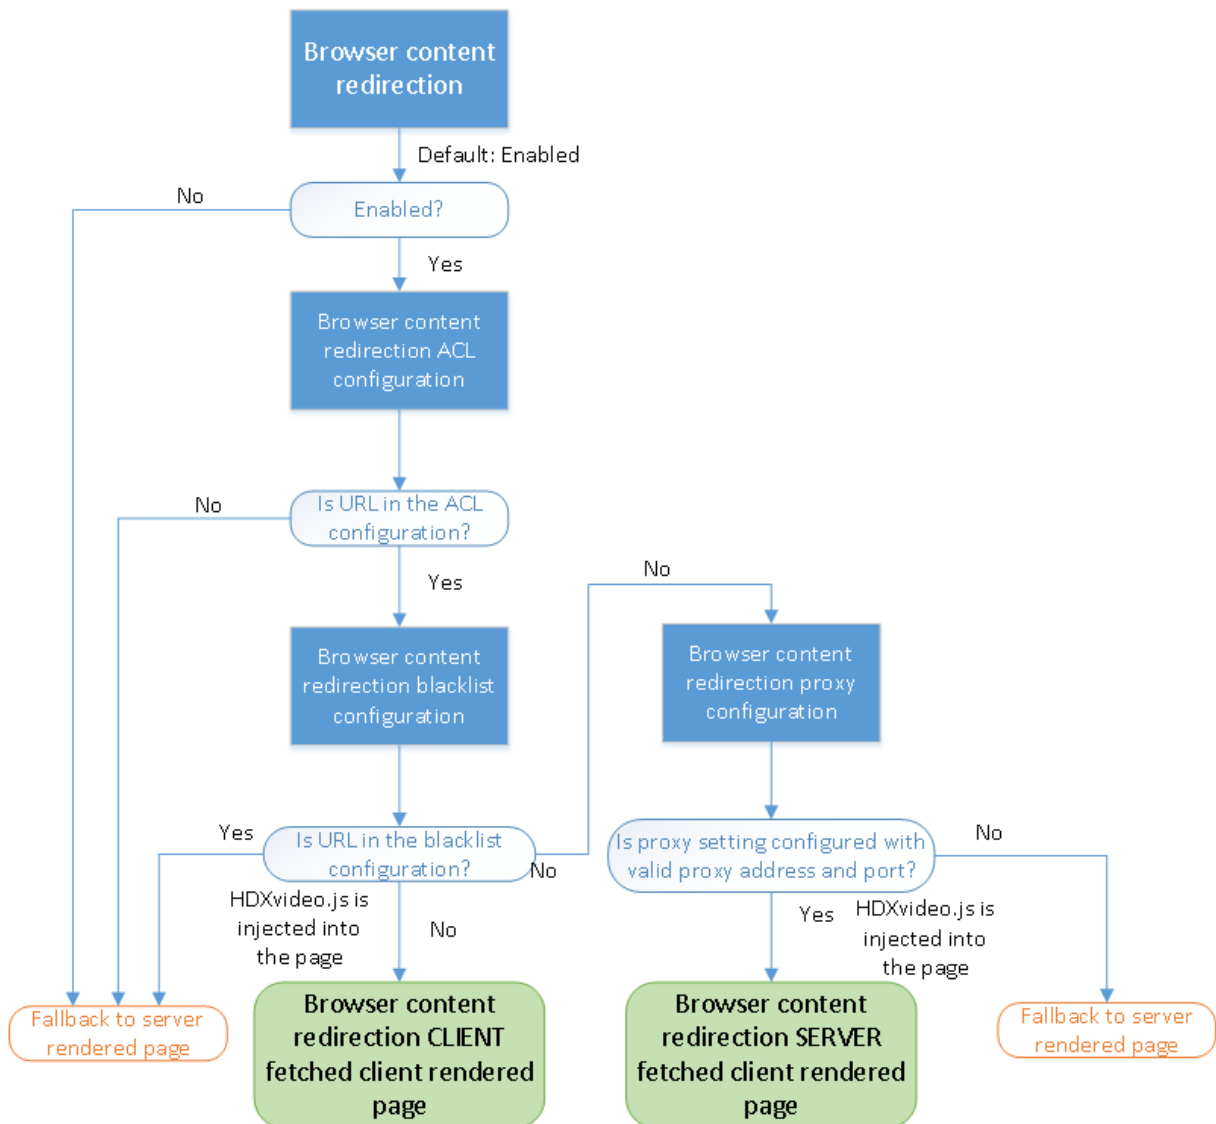 Browser content
redirection
Default: Enabled
No
Enabled?
Yes
Browser content
redirection ACL
configuration
No
Is URL in the ACL
configuration?
Yes
No
Browser content
redirection blacklist
configuration
Browser content
redirection proxy
configuration
Yes
Is URL in the blacklist
configuration?
No
Is proxy setting configured with
valid proxy address and port?
No
HDXvideo.js is
injected into
the page
No
Yes
HDXvideo.js is
injected into
the page
Fallback to server
rendered page
Browser content
redirection CLIENT
fetched client rendered
page
Browser content
redirection SERVER
fetched client rendered
page
Fallback to server
rendered page